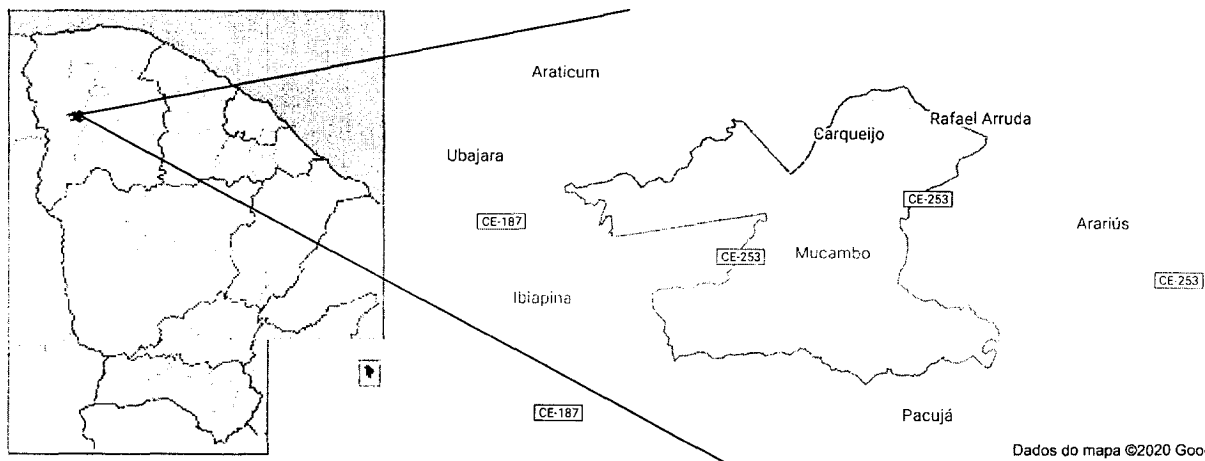 Araticum
Carqueijo
Rafael Arruda
Ubajara
CE-253
CE-187
Arariús
Mucambo
CE-253
CE-253
Ibiapina
CE-187
Pacujá
Dados do mapa ©2020 Goo